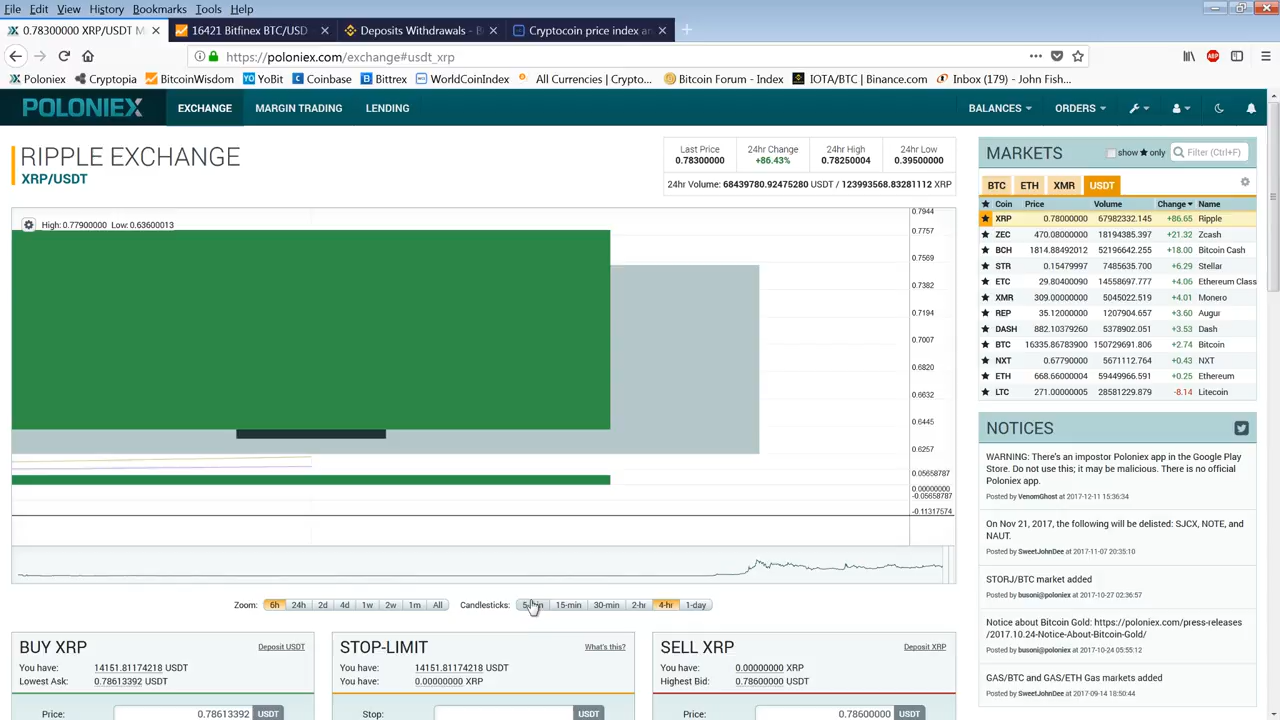 File Edit View History Bookmarks Tools Help
0.78300000 XRP/USDT M
16421 Bitfinex BTC/USD
Deposits Withdrawals - B
Cryptocoin price index an
https://poloniex.com/exchange#usdt_xrp
Poloniex Cryptopia BitcoinWisdom YoBit Coinbase Bittrex WorldCoinIndex All Currencies | Crypto... Bitcoin Forum - Index IOTA/BTC | Binance.com Inbox (179) - John Fish...
POLONIEX EXCHANGE MARGIN TRADING LENDING BALANCES ORDERS
RIPPLE EXCHANGE
XRP/USDT
Last Price 24hr Change 24hr High 24hr Low
0.78300000 +86.43% 0.78250004 0.39500000
24hr Volume: 68439780.92475280 USDT / 123993568.83281112 XRP
High: 0.77900000 Low: 0.63600013
0.7944
0.7757
0.7569
0.7382
0.7194
0.7007
0.6820
0.6632
0.6445
0.6257
0.05658787
0.00000000
-0.05658787
-0.11317574
Zoom: 6h 24h 2d 4d 1w 2w 1m All Candlesticks: 15-min 30-min 2-hr 4-hr 1-day
BUY XRP
Deposit USDT
You have: 14151.81174218 USDT
Lowest Ask: 0.78613392 USDT
Price: 0.78613392 USDT
STOP-LIMIT
What's this?
You have: 14151.81174218 USDT
You have: 0.00000000 XRP
Stop: USDT
SELL XRP
Deposit XRP
You have: 0.00000000 XRP
Highest Bid: 0.78600000 USDT
Price: 0.78600000 USDT
MARKETS
show ★ only
Filter (Ctrl+F)
BTC ETH XMR USDT
★ Coin Price Volume Change Name
★ XRP 0.78000000 67982332.145 +86.65 Ripple
★ ZEC 470.08000000 18194385.397 +21.32 Zcash
★ BCH 1814.88492012 52196642.255 +18.00 Bitcoin Cash
★ STR 0.15479997 7485635.700 +6.29 Stellar
★ ETC 29.80400090 14558697.777 +4.06 Ethereum Class
★ XMR 309.00000000 5045022.519 +4.01 Monero
★ REP 35.12000000 1207904.657 +3.60 Augur
★ DASH 882.10379260 5378902.051 +3.53 Dash
★ BTC 16335.86783900 150729691.806 +2.74 Bitcoin
★ NXT 0.67790000 5671112.764 +0.43 NXT
★ ETH 668.66000004 59449966.591 +0.25 Ethereum
★ LTC 271.00000005 28581229.879 -8.14 Litecoin
NOTICES
WARNING: There's an impostor Poloniex app in the Google Play
Store. Do not use this; it may be malicious. There is no official
Poloniex app.
Posted by VenomGhost at 2017-12-11 15:36:34
On Nov 21, 2017, the following will be delisted: SJCX, NOTE, and
NAUT.
Posted by SweetJohnDee at 2017-11-07 20:35:10
STORJ/BTC market added
Posted by busoni@poloniex at 2017-10-27 02:36:57
Notice about Bitcoin Gold: https://poloniex.com/press-releases
/2017.10.24-Notice-About-Bitcoin-Gold/
Posted by busoni@poloniex at 2017-10-24 05:55:12
GAS/BTC and GAS/ETH Gas markets added
Posted by SweetJohnDee at 2017-09-14 18:50:44